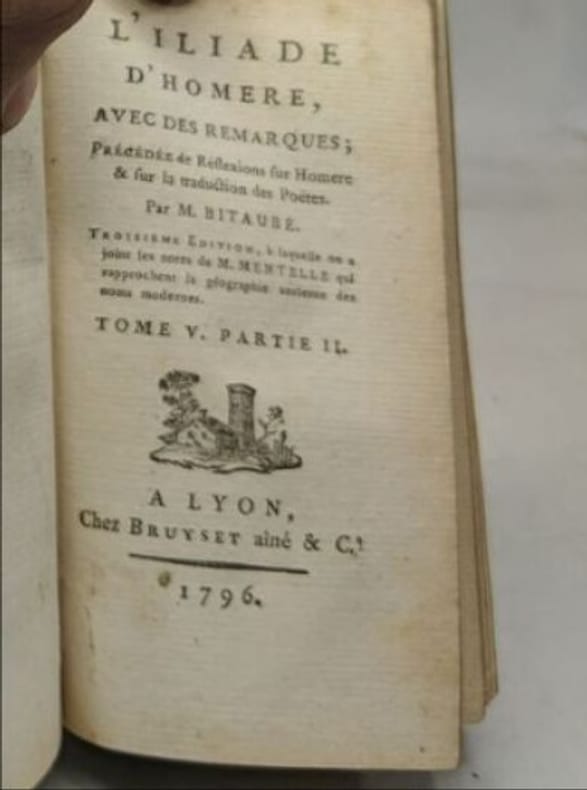 L'ILIADE
D'HOMERE,
AVEC DES REMARQUES;
PRÉCÉDÉE de Réflexions sur Homere
& sur la traduction des Poëtes.
Par M. BITAUBÉ.
TROISIEME EDITION, à laquelle on a
joint les notes de M. MENTELLE qui
rapprochent la géographie ancienne des
noms modernes.
TOME V. PARTIE II.
A LYON,
Chez BRUYSET aîné & C.ᵉ
1796.